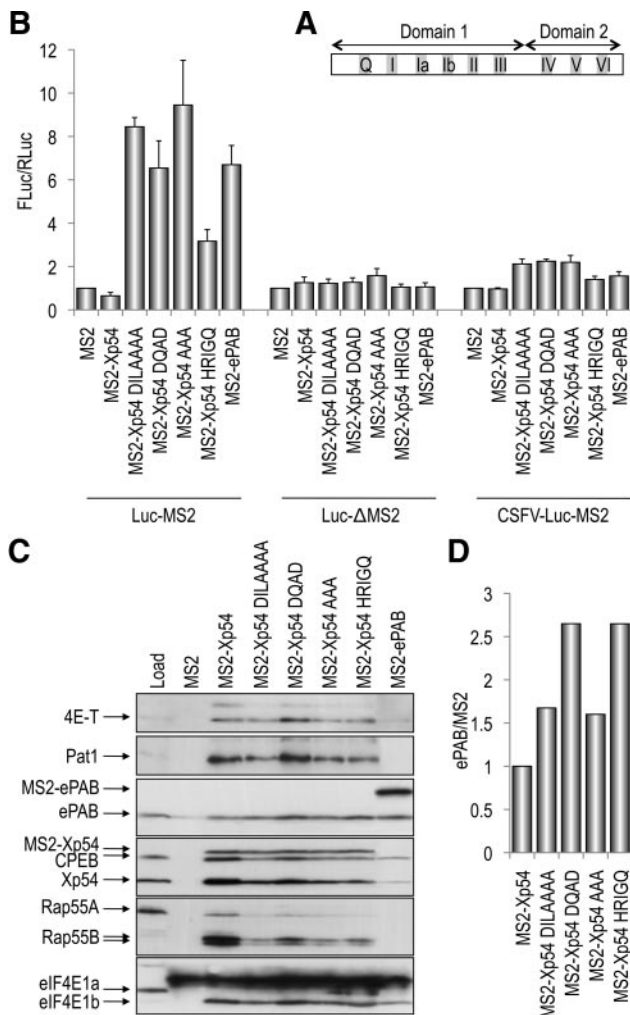 B
A
Domain 1
Domain 2
Q I Ia Ib II III IV V VI
FLuc/RLuc
12
10
8
6
4
2
0
MS2
MS2-Xp54
MS2-Xp54 DILAAAA
MS2-Xp54 DQAD
MS2-Xp54 AAA
MS2-Xp54 HRIGQ
MS2-ePAB
MS2
MS2-Xp54
MS2-Xp54 DILAAAA
MS2-Xp54 DQAD
MS2-Xp54 AAA
MS2-Xp54 HRIGQ
MS2-ePAB
MS2
MS2-Xp54
MS2-Xp54 DILAAAA
MS2-Xp54 DQAD
MS2-Xp54 AAA
MS2-Xp54 HRIGQ
MS2-ePAB
Luc-MS2
Luc-ΔMS2
CSFV-Luc-MS2
C
Load
MS2
MS2-Xp54
MS2-Xp54 DILAAAA
MS2-Xp54 DQAD
MS2-Xp54 AAA
MS2-Xp54 HRIGQ
MS2-ePAB
4E-T
Pat1
MS2-ePAB
ePAB
MS2-Xp54
CPEB
Xp54
Rap55A
Rap55B
eIF4E1a
eIF4E1b
D
ePAB/MS2
3
2.5
2
1.5
1
0.5
0
MS2-Xp54
MS2-Xp54 DILAAAA
MS2-Xp54 DQAD
MS2-Xp54 AAA
MS2-Xp54 HRIGQ